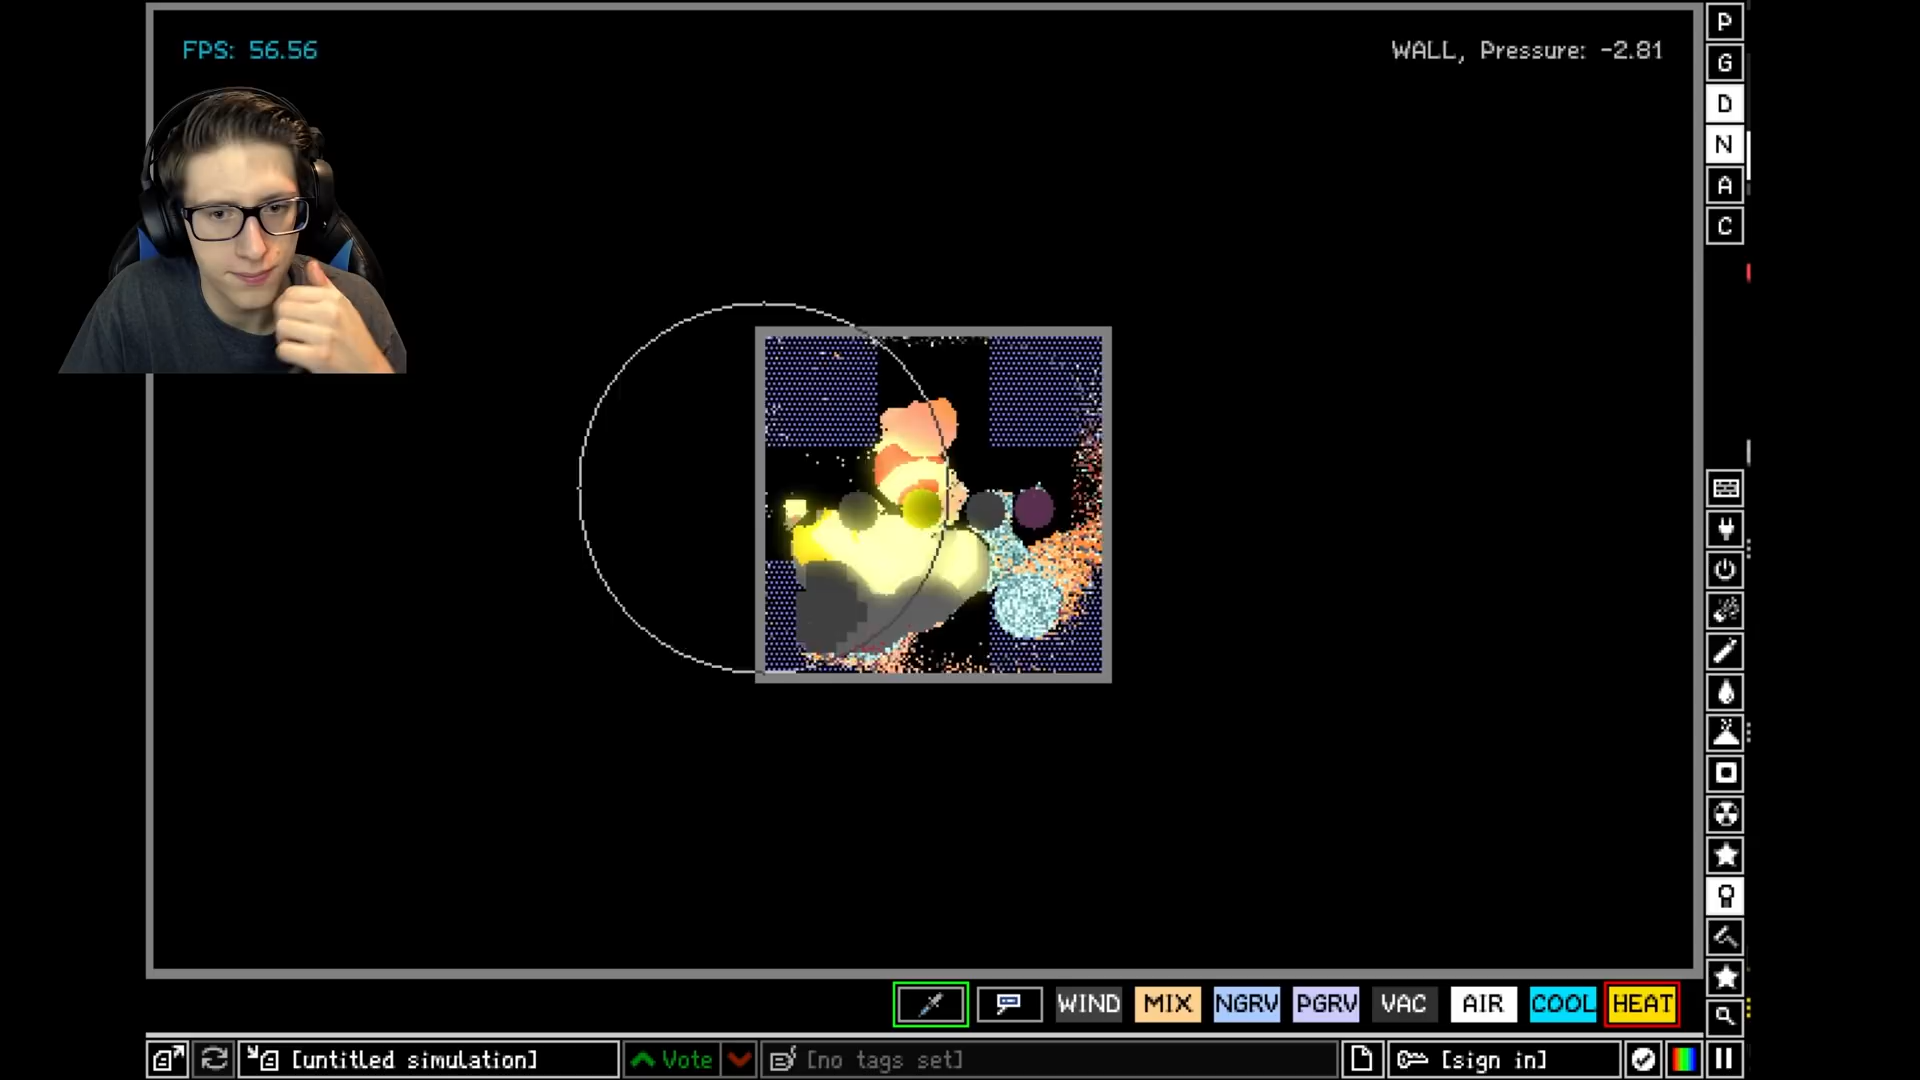 FPS: 56.56
WALL, Pressure: -2.81
P
G
D
N
A
C
WIND MIX NGRV PGRV VAC AIR COOL HEAT
[untitled simulation] Vote [no tags set] [sign in]